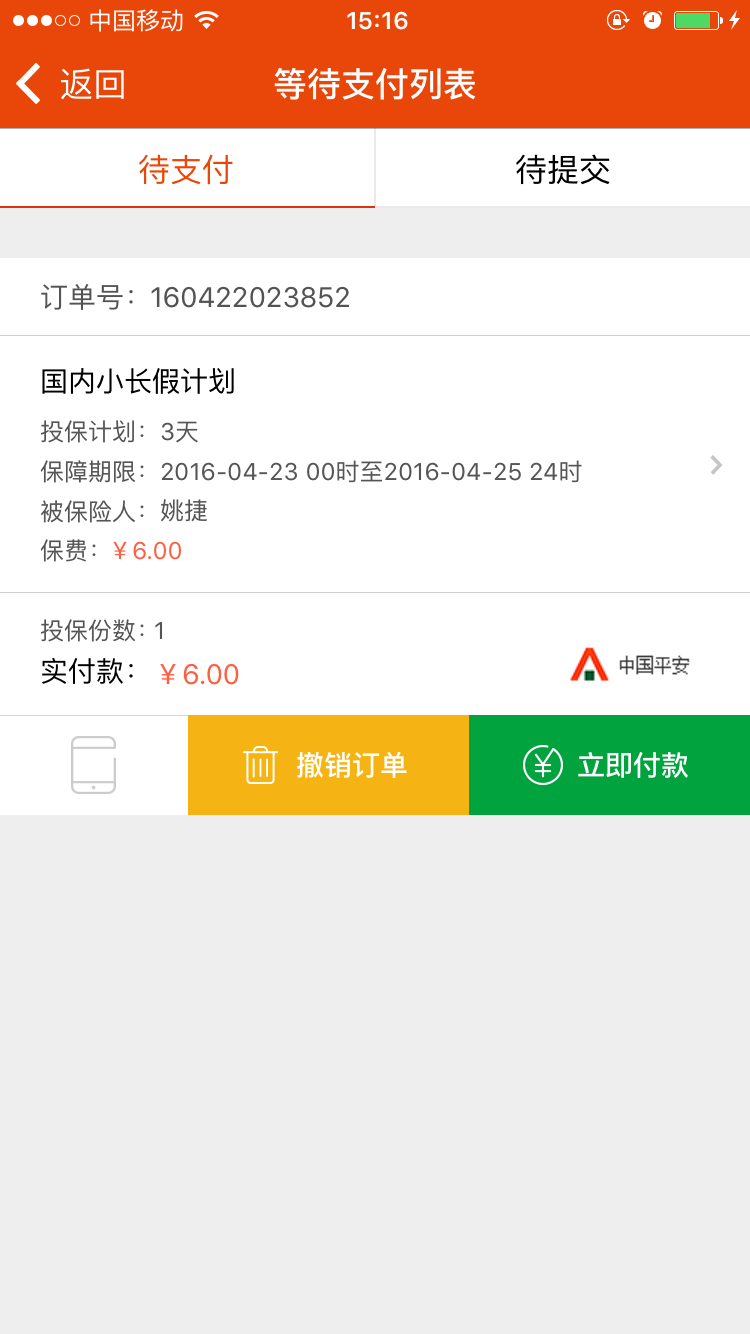 中国移动 15:16
返回 等待支付列表
待支付 待提交
订单号：160422023852
国内小长假计划
投保计划：3天
保障期限：2016-04-23 00时至2016-04-25 24时
被保险人：姚捷
保费：￥6.00
投保份数：1
实付款：￥6.00
中国平安
撤销订单 立即付款